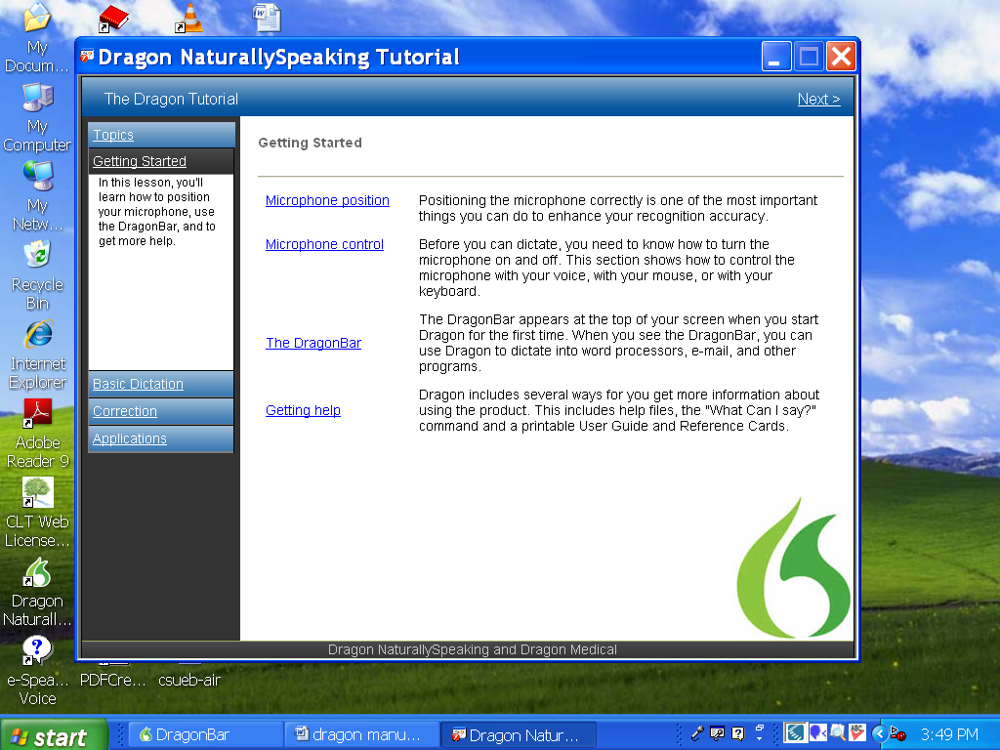 My
Docum...
My
Computer
My
Netw...
Recycle
Bin
Internet
Explorer
Adobe
Reader 9
CLT Web
License...
Dragon
Naturall...
e-Spea...
Voice
PDFCre...
csueb-air
Dragon NaturallySpeaking Tutorial
The Dragon Tutorial
Next >
Topics
Getting Started
In this lesson, you'll
learn how to position
your microphone, use
the DragonBar, and to
get more help.
Basic Dictation
Correction
Applications
Getting Started
Microphone position
Positioning the microphone correctly is one of the most important
things you can do to enhance your recognition accuracy.
Microphone control
Before you can dictate, you need to know how to turn the
microphone on and off. This section shows how to control the
microphone with your voice, with your mouse, or with your
keyboard.
The DragonBar
The DragonBar appears at the top of your screen when you start
Dragon for the first time. When you see the DragonBar, you can
use Dragon to dictate into word processors, e-mail, and other
programs.
Getting help
Dragon includes several ways for you get more information about
using the product. This includes help files, the "What Can I say?"
command and a printable User Guide and Reference Cards.
Dragon NaturallySpeaking and Dragon Medical
start
DragonBar
dragon manu...
Dragon Natur...
3:49 PM